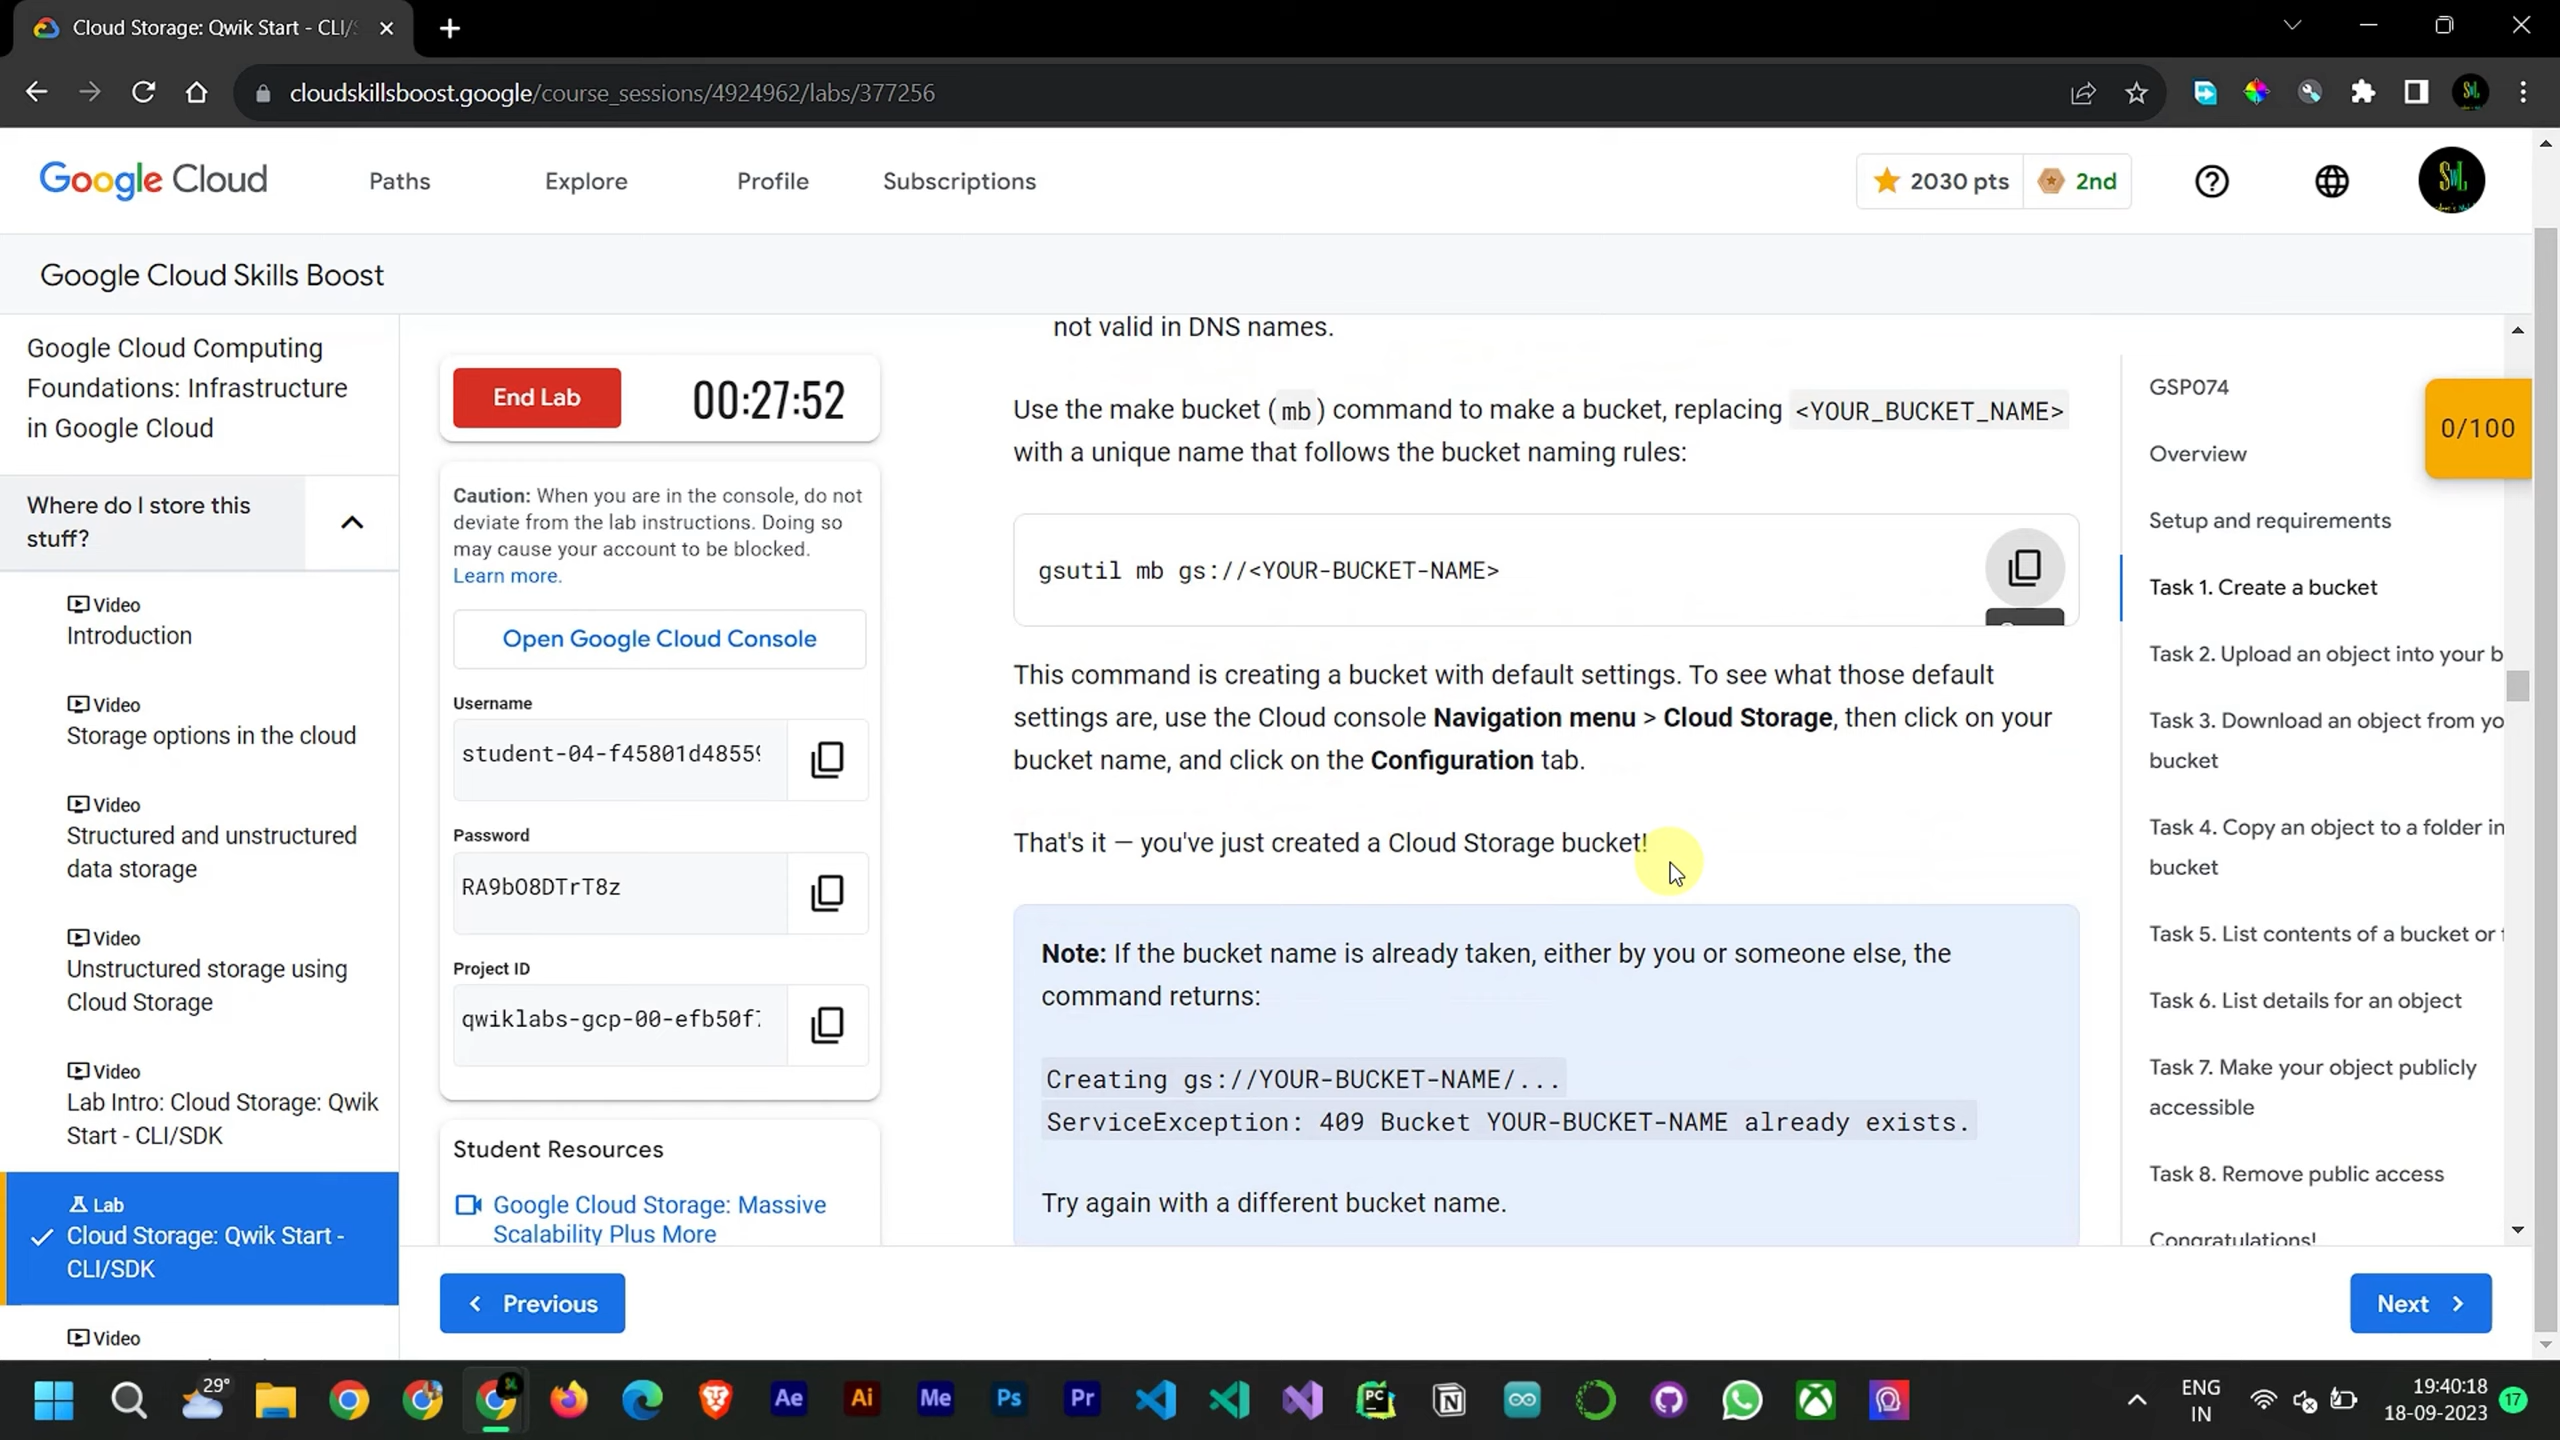 Cloud Storage: Qwik Start - CLI/S
cloudskillsboost.google/course_sessions/4924962/labs/377256
Google Cloud
Paths
Explore
Profile
Subscriptions
2030 pts
2nd
Google Cloud Skills Boost
Google Cloud Computing
Foundations: Infrastructure
in Google Cloud
Where do I store this
stuff?
Video
Introduction
Video
Storage options in the cloud
Video
Structured and unstructured
data storage
Video
Unstructured storage using
Cloud Storage
Video
Lab Intro: Cloud Storage: Qwik
Start - CLI/SDK
Lab
Cloud Storage: Qwik Start -
CLI/SDK
Video
End Lab
00:27:52
Caution: When you are in the console, do not
deviate from the lab instructions. Doing so
may cause your account to be blocked.
Learn more.
Open Google Cloud Console
Username
student-04-f45801d48559
Password
RA9bO8DTrT8z
Project ID
qwiklabs-gcp-00-efb50f7
Student Resources
Google Cloud Storage: Massive
Scalability Plus More
not valid in DNS names.
Use the make bucket (mb) command to make a bucket, replacing <YOUR_BUCKET_NAME>
with a unique name that follows the bucket naming rules:
gsutil mb gs://<YOUR-BUCKET-NAME>
This command is creating a bucket with default settings. To see what those default
settings are, use the Cloud console Navigation menu > Cloud Storage, then click on your
bucket name, and click on the Configuration tab.
That's it — you've just created a Cloud Storage bucket!
Note: If the bucket name is already taken, either by you or someone else, the
command returns:
Creating gs://YOUR-BUCKET-NAME/...
ServiceException: 409 Bucket YOUR-BUCKET-NAME already exists.
Try again with a different bucket name.
GSP074
Overview
Setup and requirements
Task 1. Create a bucket
Task 2. Upload an object into your b
Task 3. Download an object from yo
bucket
Task 4. Copy an object to a folder in
bucket
Task 5. List contents of a bucket or f
Task 6. List details for an object
Task 7. Make your object publicly
accessible
Task 8. Remove public access
Congratulations!
0/100
Previous
Next
29°
Ae
Ai
Me
Ps
Pr
PC
ENG
IN
19:40:18
18-09-2023
17